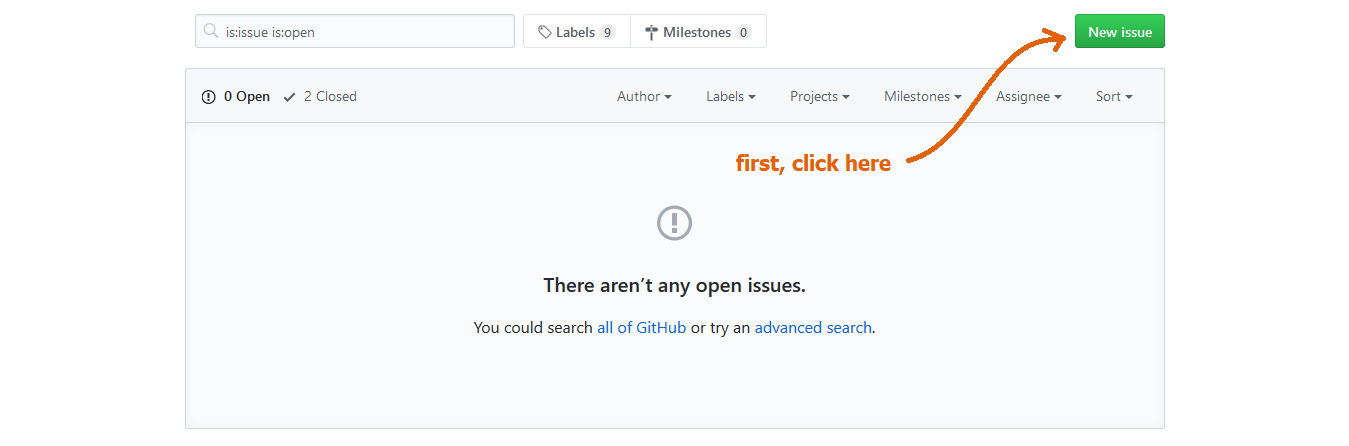 is:issue is:open Labels 9 Milestones 0 New issue
0 Open 2 Closed Author Labels Projects Milestones Assignee Sort
first, click here
There aren’t any open issues.
You could search all of GitHub or try an advanced search.